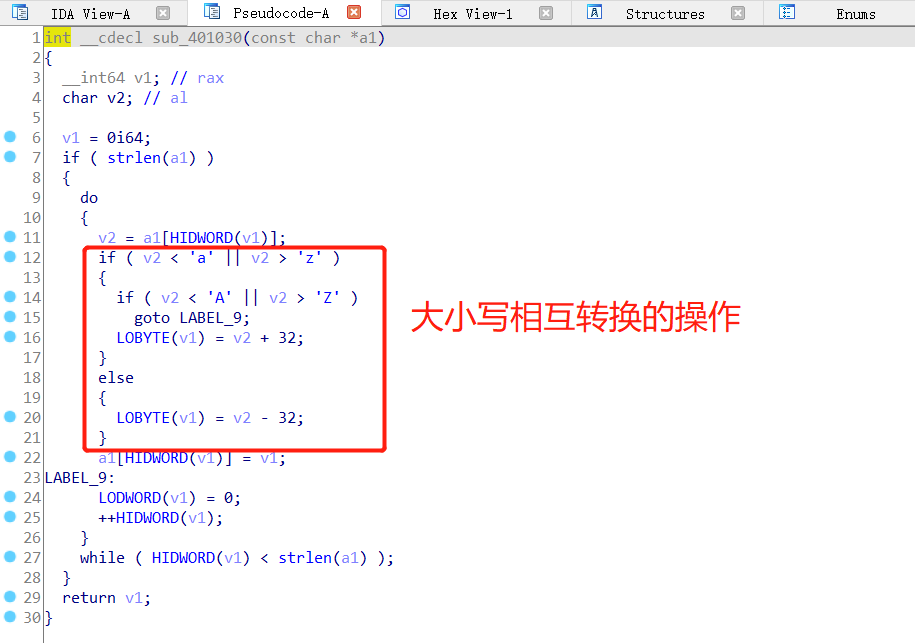 IDA View-A Pseudocode-A Hex View-1 Structures Enums
1 int __cdecl sub_401030(const char *a1)
2 {
3 __int64 v1; // rax
4 char v2; // al
5
6 v1 = 0i64;
7 if ( strlen(a1) )
8 {
9 do
10 {
11 v2 = a1[HIDWORD(v1)];
12 if ( v2 < 'a' || v2 > 'z' )
13 {
14 if ( v2 < 'A' || v2 > 'Z' )
15 goto LABEL_9;
16 LOBYTE(v1) = v2 + 32;
17 }
18 else
19 {
20 LOBYTE(v1) = v2 - 32;
21 }
22 a1[HIDWORD(v1)] = v1;
23 LABEL_9:
24 LODWORD(v1) = 0;
25 ++HIDWORD(v1);
26 }
27 while ( HIDWORD(v1) < strlen(a1) );
28 }
29 return v1;
30 }
大小写相互转换的操作